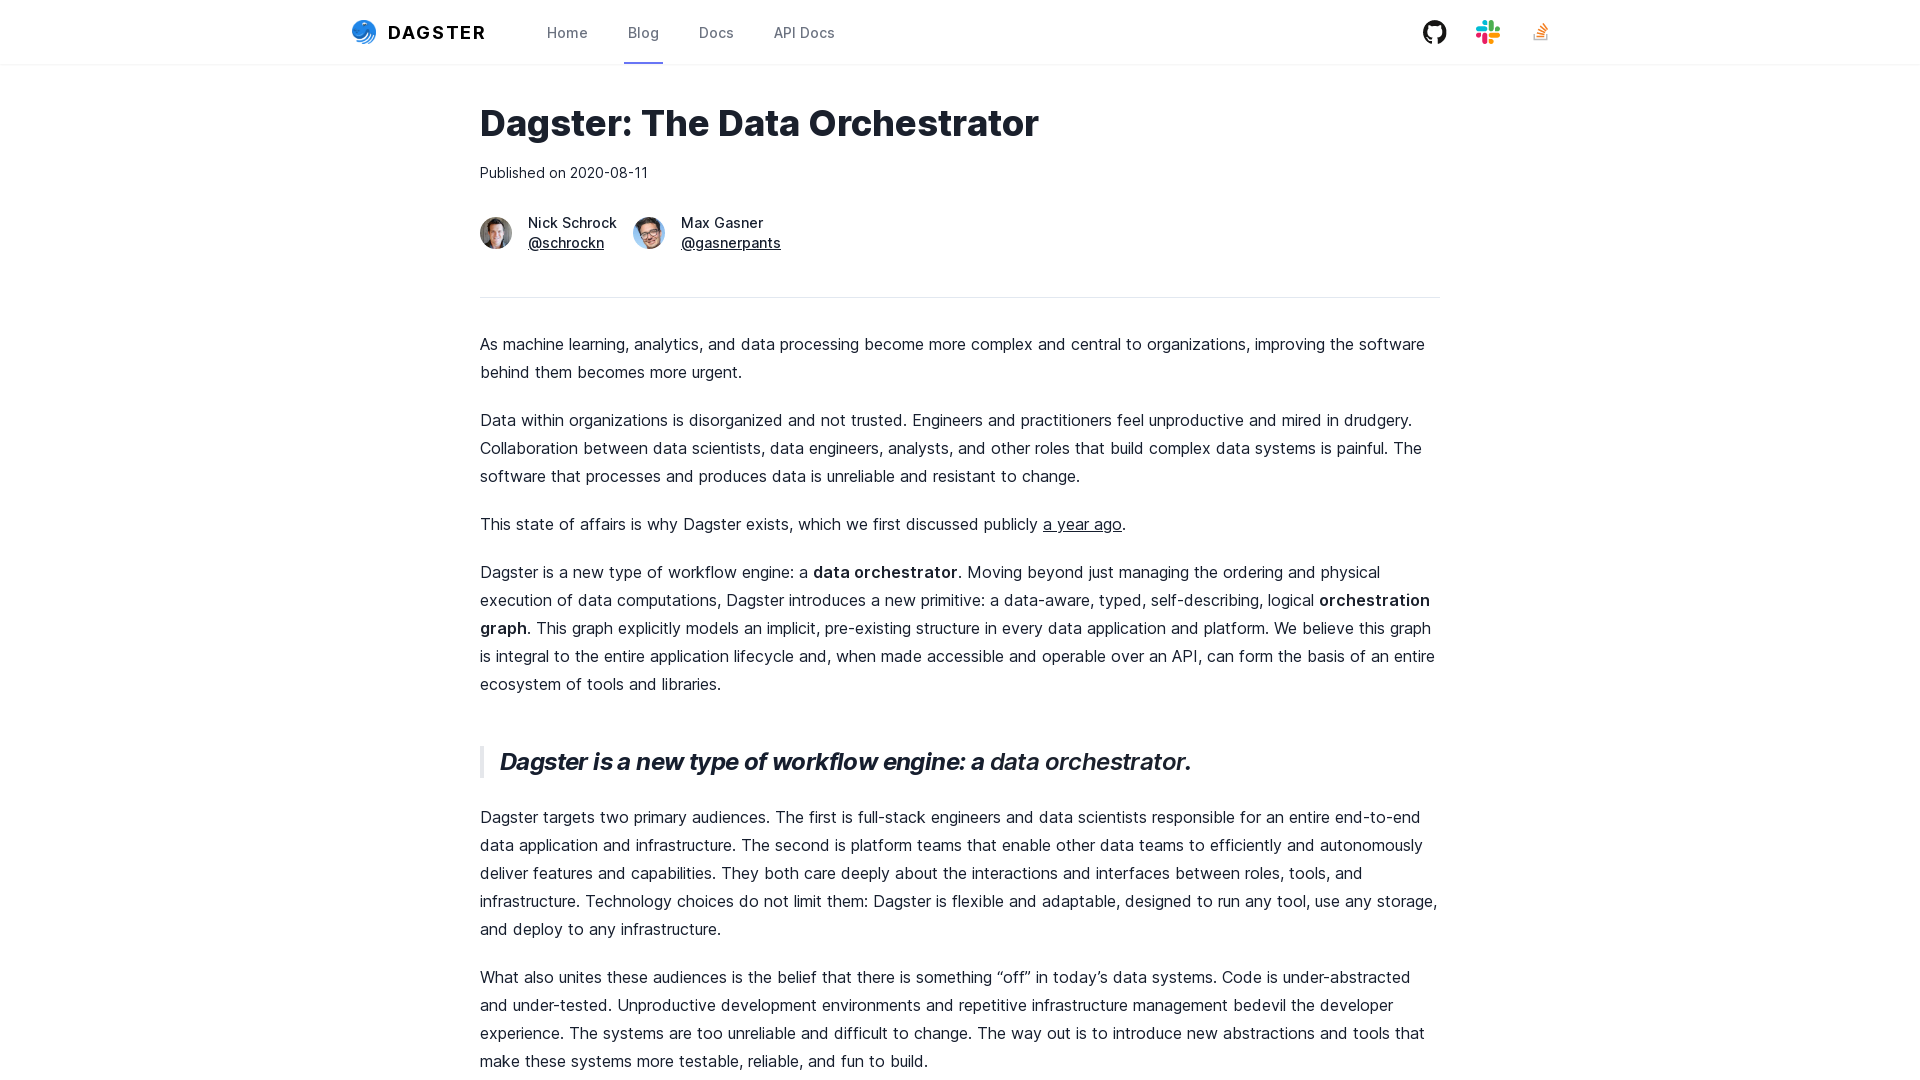 DAGSTER
Home
Blog
Docs
API Docs
Dagster: The Data Orchestrator
Published on 2020-08-11
Nick Schrock
@schrockn
Max Gasner
@gasnerpants
As machine learning, analytics, and data processing become more complex and central to organizations, improving the software
behind them becomes more urgent.
Data within organizations is disorganized and not trusted. Engineers and practitioners feel unproductive and mired in drudgery.
Collaboration between data scientists, data engineers, analysts, and other roles that build complex data systems is painful. The
software that processes and produces data is unreliable and resistant to change.
This state of affairs is why Dagster exists, which we first discussed publicly a year ago.
Dagster is a new type of workflow engine: a data orchestrator. Moving beyond just managing the ordering and physical
execution of data computations, Dagster introduces a new primitive: a data-aware, typed, self-describing, logical orchestration
graph. This graph explicitly models an implicit, pre-existing structure in every data application and platform. We believe this graph
is integral to the entire application lifecycle and, when made accessible and operable over an API, can form the basis of an entire
ecosystem of tools and libraries.
Dagster is a new type of workflow engine: a data orchestrator.
Dagster targets two primary audiences. The first is full-stack engineers and data scientists responsible for an entire end-to-end
data application and infrastructure. The second is platform teams that enable other data teams to efficiently and autonomously
deliver features and capabilities. They both care deeply about the interactions and interfaces between roles, tools, and
infrastructure. Technology choices do not limit them: Dagster is flexible and adaptable, designed to run any tool, use any storage,
and deploy to any infrastructure.
What also unites these audiences is the belief that there is something “off” in today’s data systems. Code is under-abstracted
and under-tested. Unproductive development environments and repetitive infrastructure management bedevil the developer
experience. The systems are too unreliable and difficult to change. The way out is to introduce new abstractions and tools that
make these systems more testable, reliable, and fun to build.